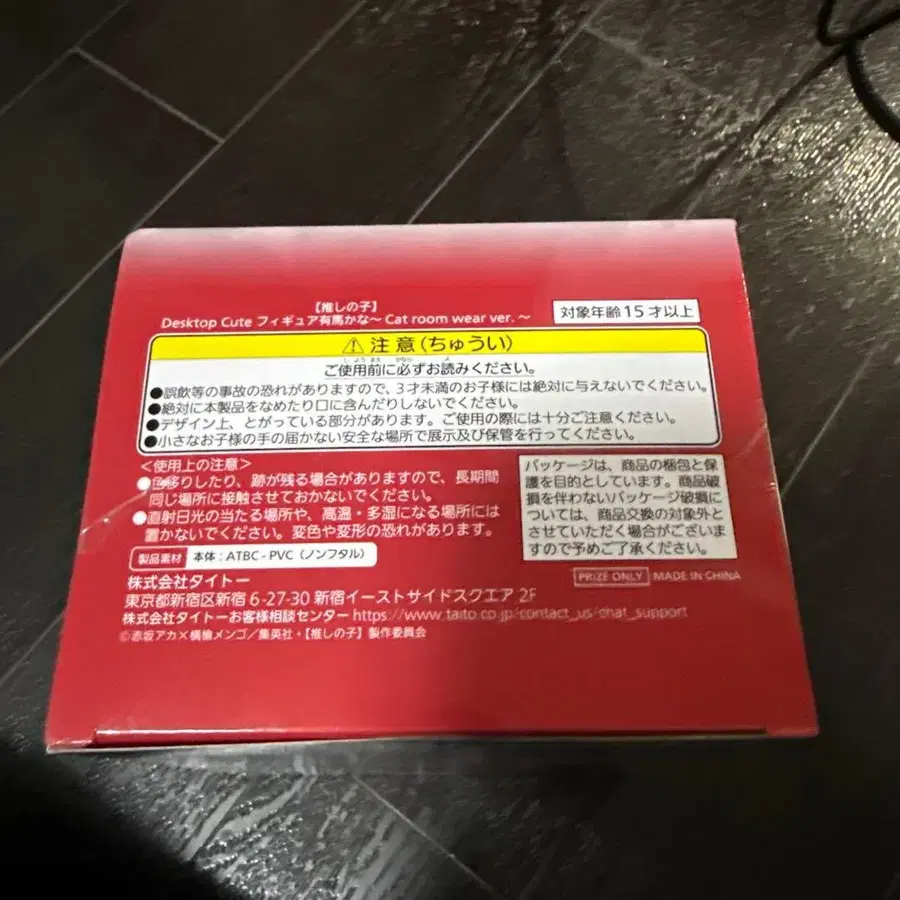 【推しの子】
Desktop Cute フィギュア有馬かな～ Cat room wear ver. ～
対象年齢 15 才以上
⚠ 注意(ちゅうい)
ご使用前に必ずお読みください。
●誤飲等の事故の恐れがありますので、3才未満のお子様には絶対に与えないでください。
●絶対に本製品をなめたり口に含んだりしないでください。
●デザイン上、とがっている部分があります。ご使用の際には十分ご注意ください。
●小さなお子様の手の届かない安全な場所で展示及び保管を行ってください。
＜使用上の注意＞
●色移りしたり、跡が残る場合がありますので、長期間
同じ場所に接触させておかないでください。
●直射日光の当たる場所や、高温・多湿になる場所には
置かないでください。変色や変形の恐れがあります。
パッケージは、商品の梱包と保
護を目的としています。商品破
損を伴わないパッケージ破損に
ついては、商品交換の対象外と
させていただく場合がございま
すので予めご了承ください。
製品素材 本体：ATBC-PVC（ノンフタル）
PRIZE ONLY MADE IN CHINA
株式会社タイトー
東京都新宿区新宿 6-27-30 新宿イーストサイドスクエア 2F
株式会社タイトーお客様相談センター https://www.taito.co.jp/contact_us/chat_support
©赤坂アカ×横槍メンゴ／集英社・【推しの子】製作委員会